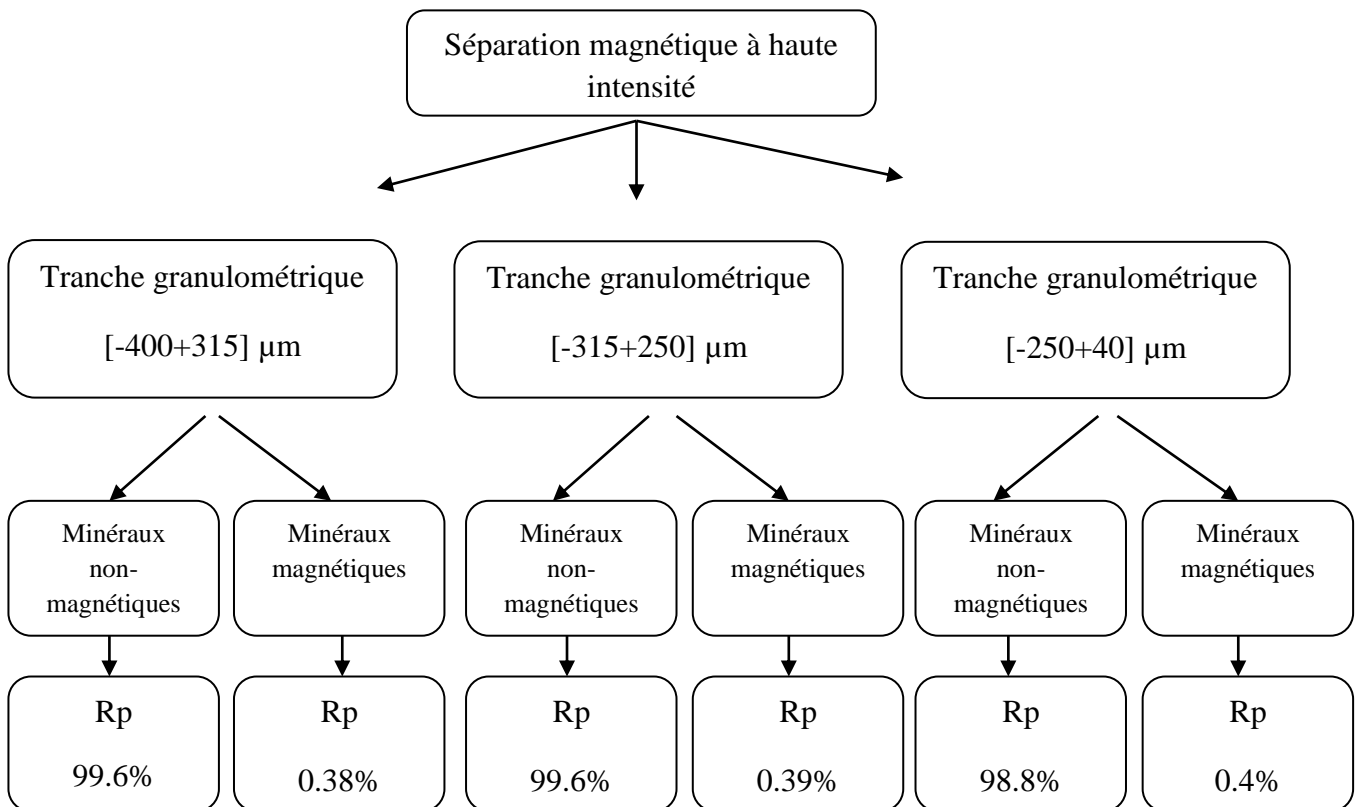 Séparation magnétique à haute
intensité
Tranche granulométrique
[-400+315] µm
Tranche granulométrique
[-315+250] µm
Tranche granulométrique
[-250+40] µm
Minéraux
non-
magnétiques
Minéraux
magnétiques
Minéraux
non-
magnétiques
Minéraux
magnétiques
Minéraux
non-
magnétiques
Minéraux
magnétiques
Rp
99.6%
Rp
0.38%
Rp
99.6%
Rp
0.39%
Rp
98.8%
Rp
0.4%